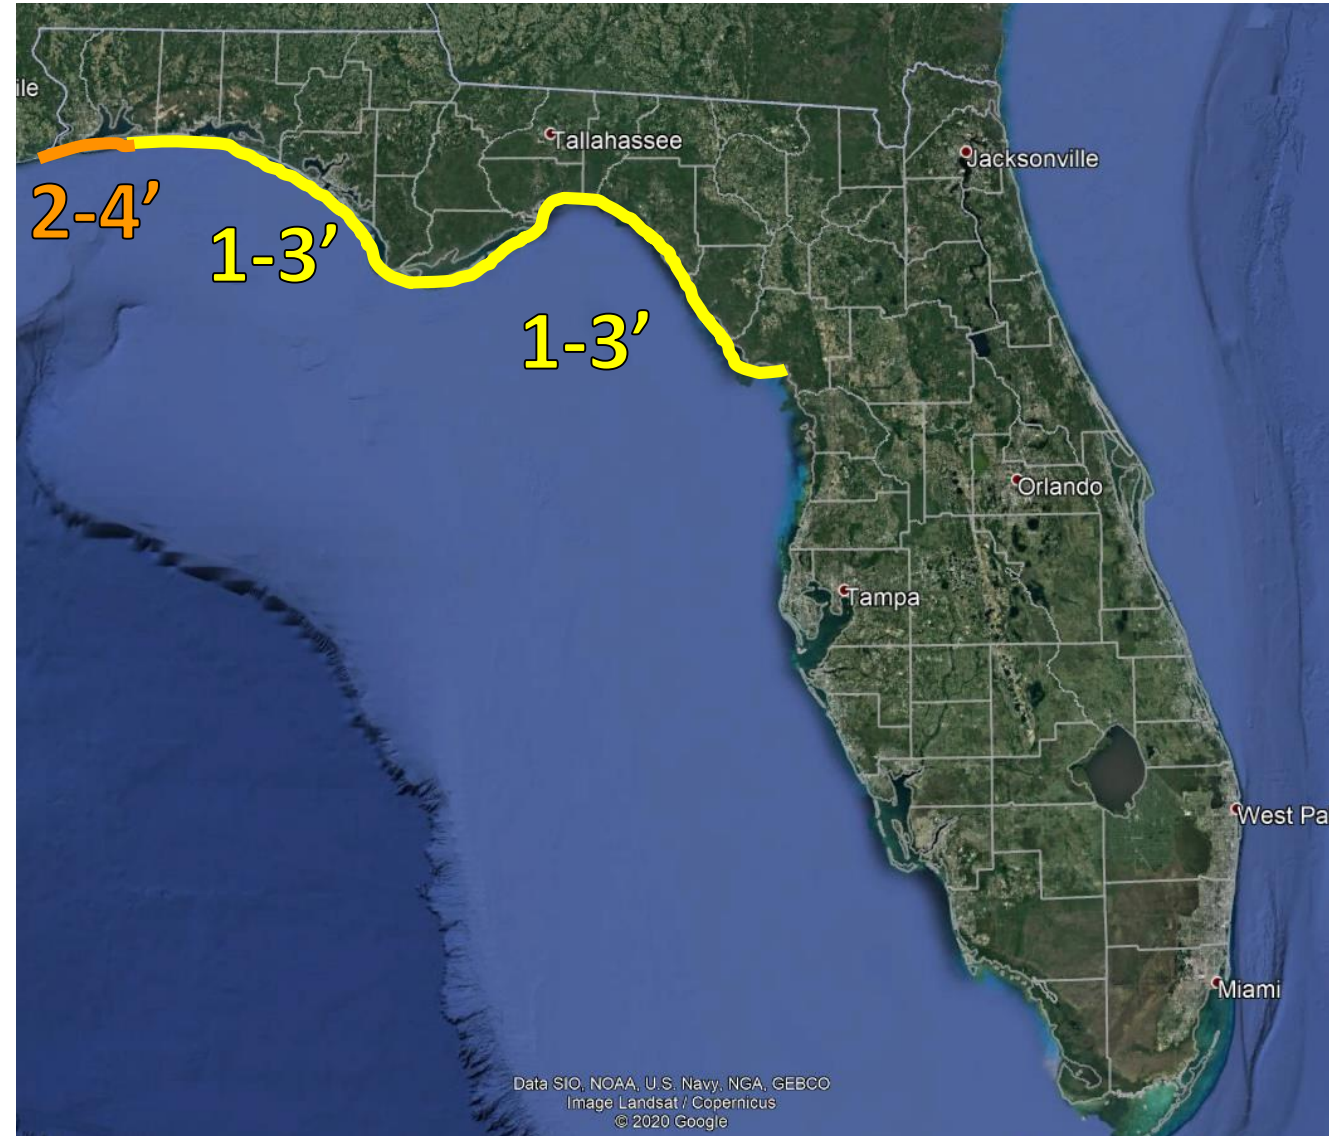 ile
Tallahassee
Jacksonville
2-4’
1-3’
1-3’
Orlando
Tampa
West Pa
Miami
Data SIO, NOAA, U.S. Navy, NGA, GEBCO
Image Landsat / Copernicus
© 2020 Google